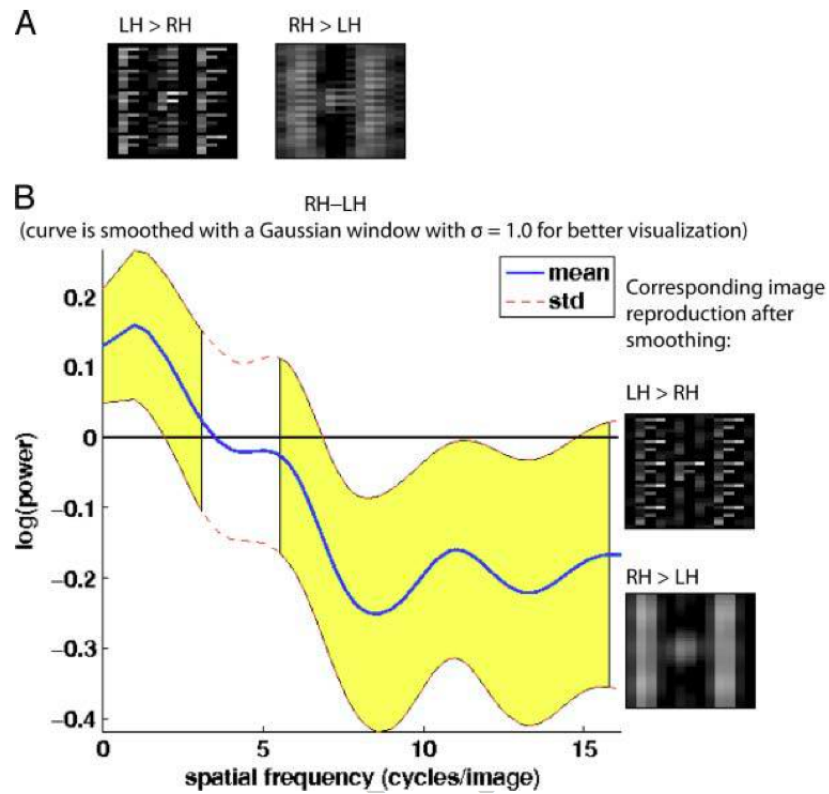 A
LH > RH
RH > LH
B
RH–LH
(curve is smoothed with a Gaussian window with σ = 1.0 for better visualization)
mean
std
Corresponding image
reproduction after
smoothing:
LH > RH
RH > LH
log(power)
0.2
0.1
0
−0.1
−0.2
−0.3
−0.4
0
5
10
15
spatial frequency (cycles/image)